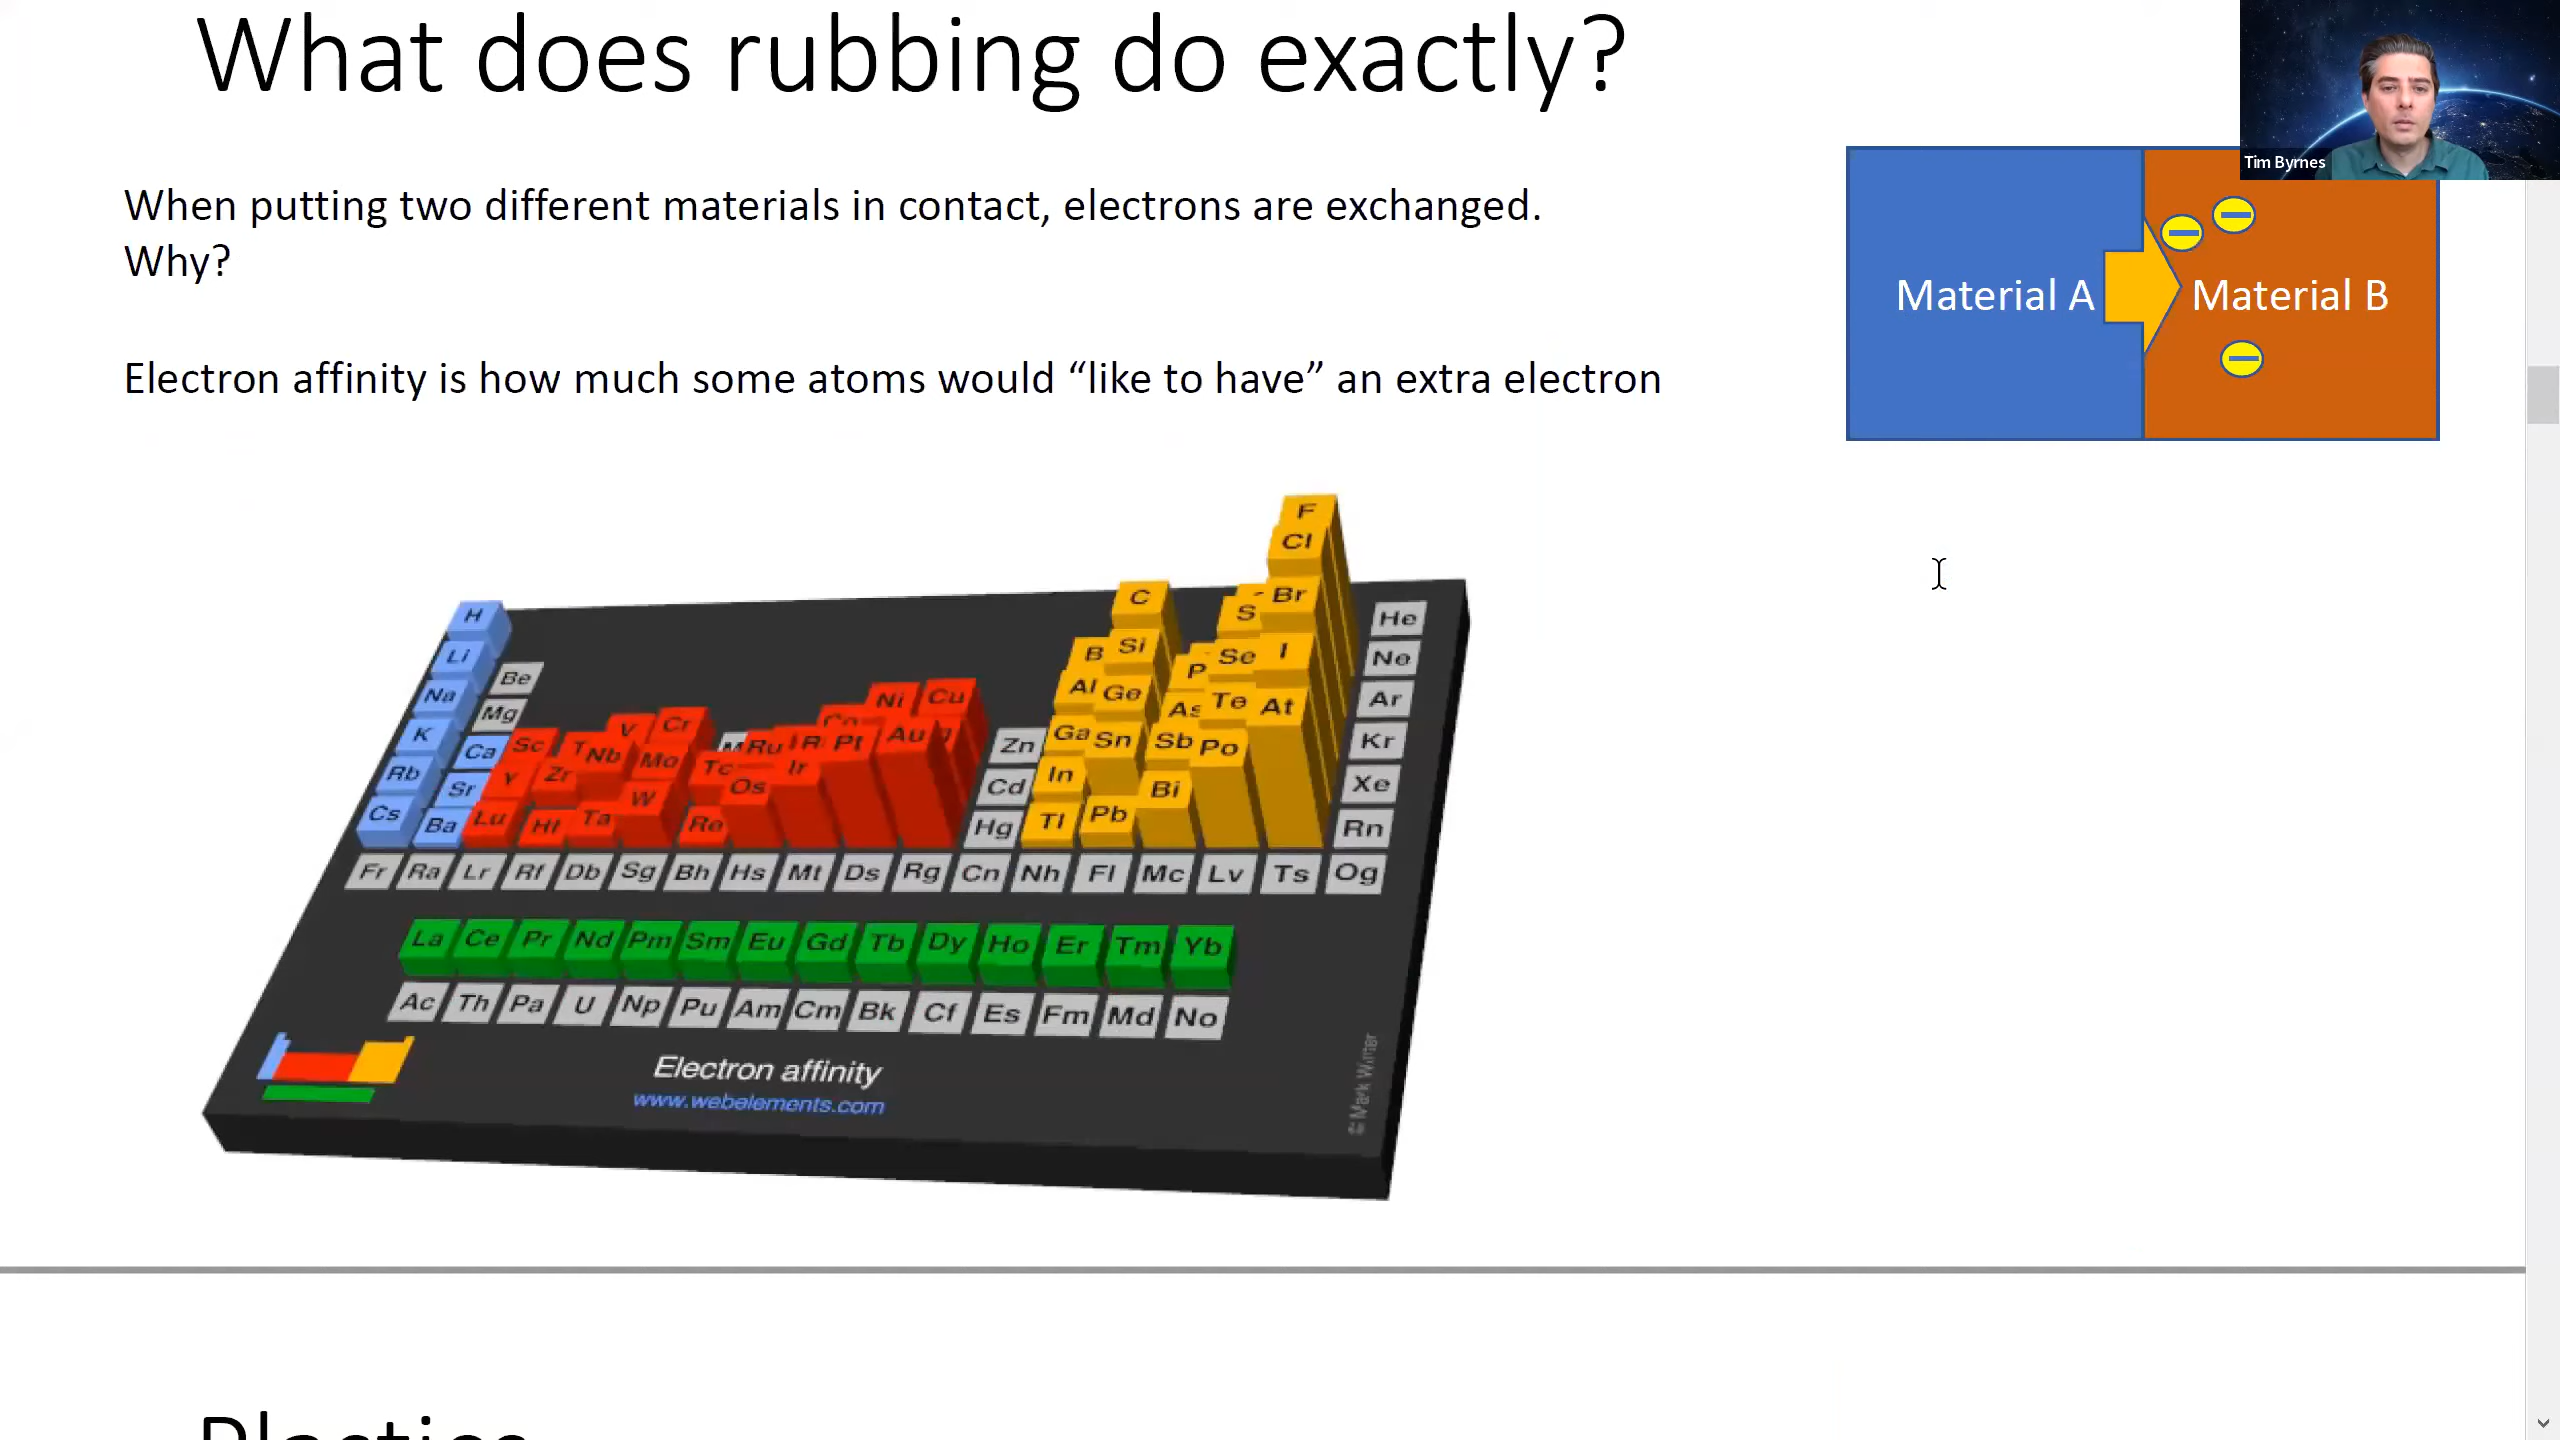 What does rubbing do exactly?
Tim Byrnes
When putting two different materials in contact, electrons are exchanged.
Why?
Material A
Material B
Electron affinity is how much some atoms would “like to have” an extra electron
F
Cl
H C S Br He
Li Be B Si P Se I Ne
Na Mg Al Ge As Te At Ar
K Ca Sc V Cr Ni Cu Zn Ga Sn Sb Po Kr
Rb Sr Y Zr Nb Mo Tc Ru Ir Pt Au Cd In Bi Xe
Cs Ba Lu Hf Ta W Re Os Hg Tl Pb Rn
Fr Ra Lr Rf Db Sg Bh Hs Mt Ds Rg Cn Nh Fl Mc Lv Ts Og
La Ce Pr Nd Pm Sm Eu Gd Tb Dy Ho Er Tm Yb
Ac Th Pa U Np Pu Am Cm Bk Cf Es Fm Md No
Electron affinity
www.webelements.com
© Mark Winter